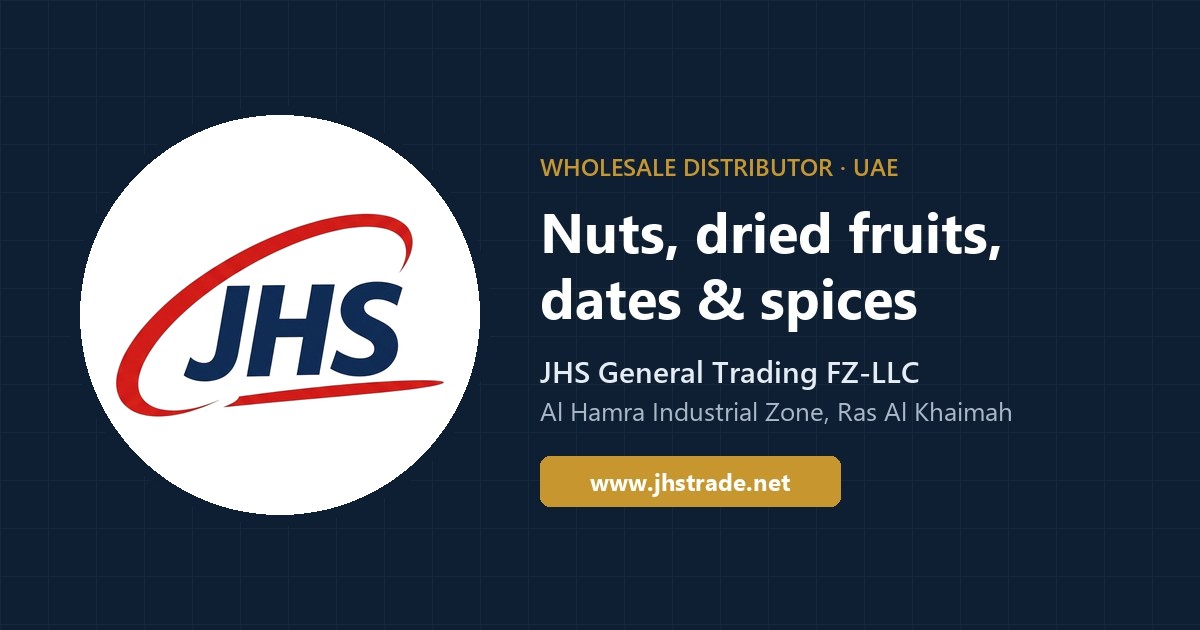 JHS
WHOLESALE DISTRIBUTOR · UAE
Nuts, dried fruits,
dates & spices
JHS General Trading FZ-LLC
Al Hamra Industrial Zone, Ras Al Khaimah
www.jhstrade.net